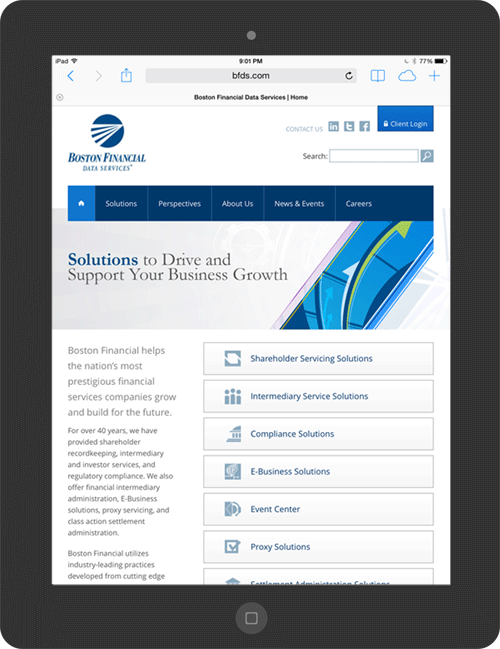 iPad 9:01 PM 77%
bfds.com
Boston Financial Data Services | Home
BOSTON FINANCIAL
DATA SERVICES®
CONTACT US
Client Login
Search:
Solutions Perspectives About Us News & Events Careers
Solutions to Drive and
Support Your Business Growth
Boston Financial helps
the nation's most
prestigious financial
services companies grow
and build for the future.
For over 40 years, we have
provided shareholder
recordkeeping, intermediary
and investor services, and
regulatory compliance. We also
offer financial intermediary
administration, E-Business
solutions, proxy servicing, and
class action settlement
administration.
Boston Financial utilizes
industry-leading practices
developed from cutting edge
Shareholder Servicing Solutions
Intermediary Service Solutions
Compliance Solutions
E-Business Solutions
Event Center
Proxy Solutions
Settlement Administration Solutions